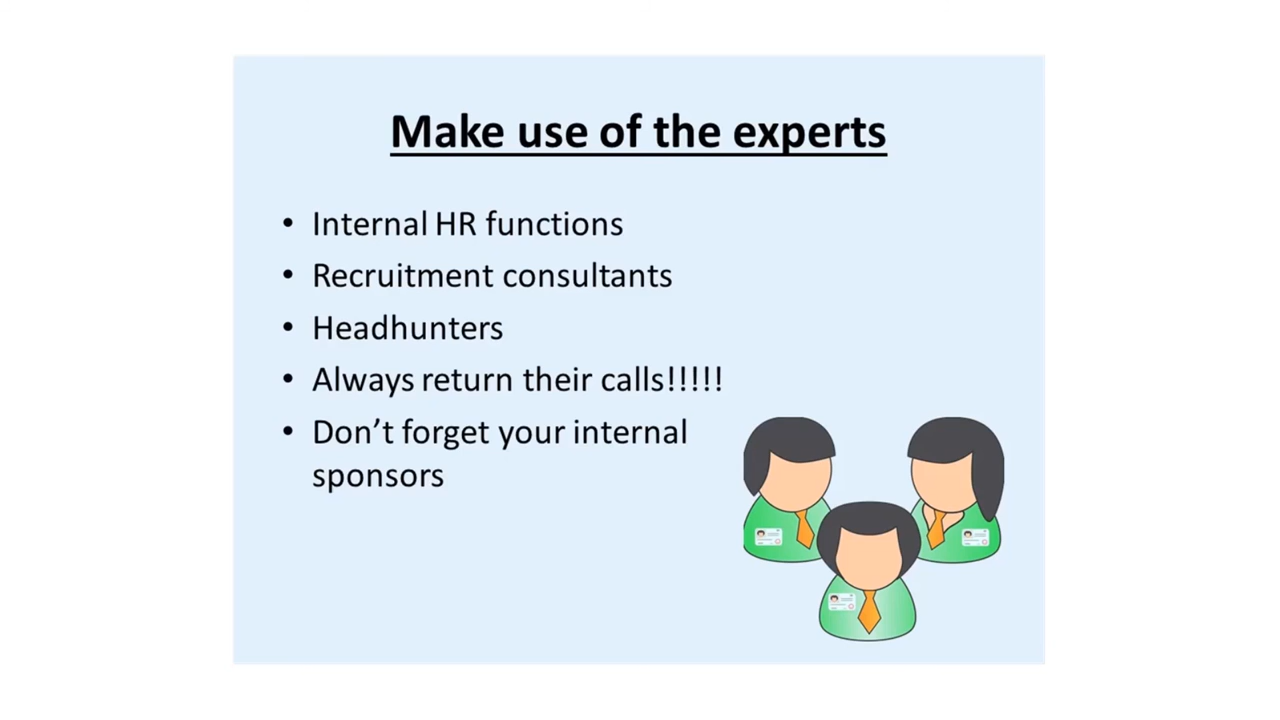 Make use of the experts
• Internal HR functions
• Recruitment consultants
• Headhunters
• Always return their calls!!!!!
• Don’t forget your internal
sponsors